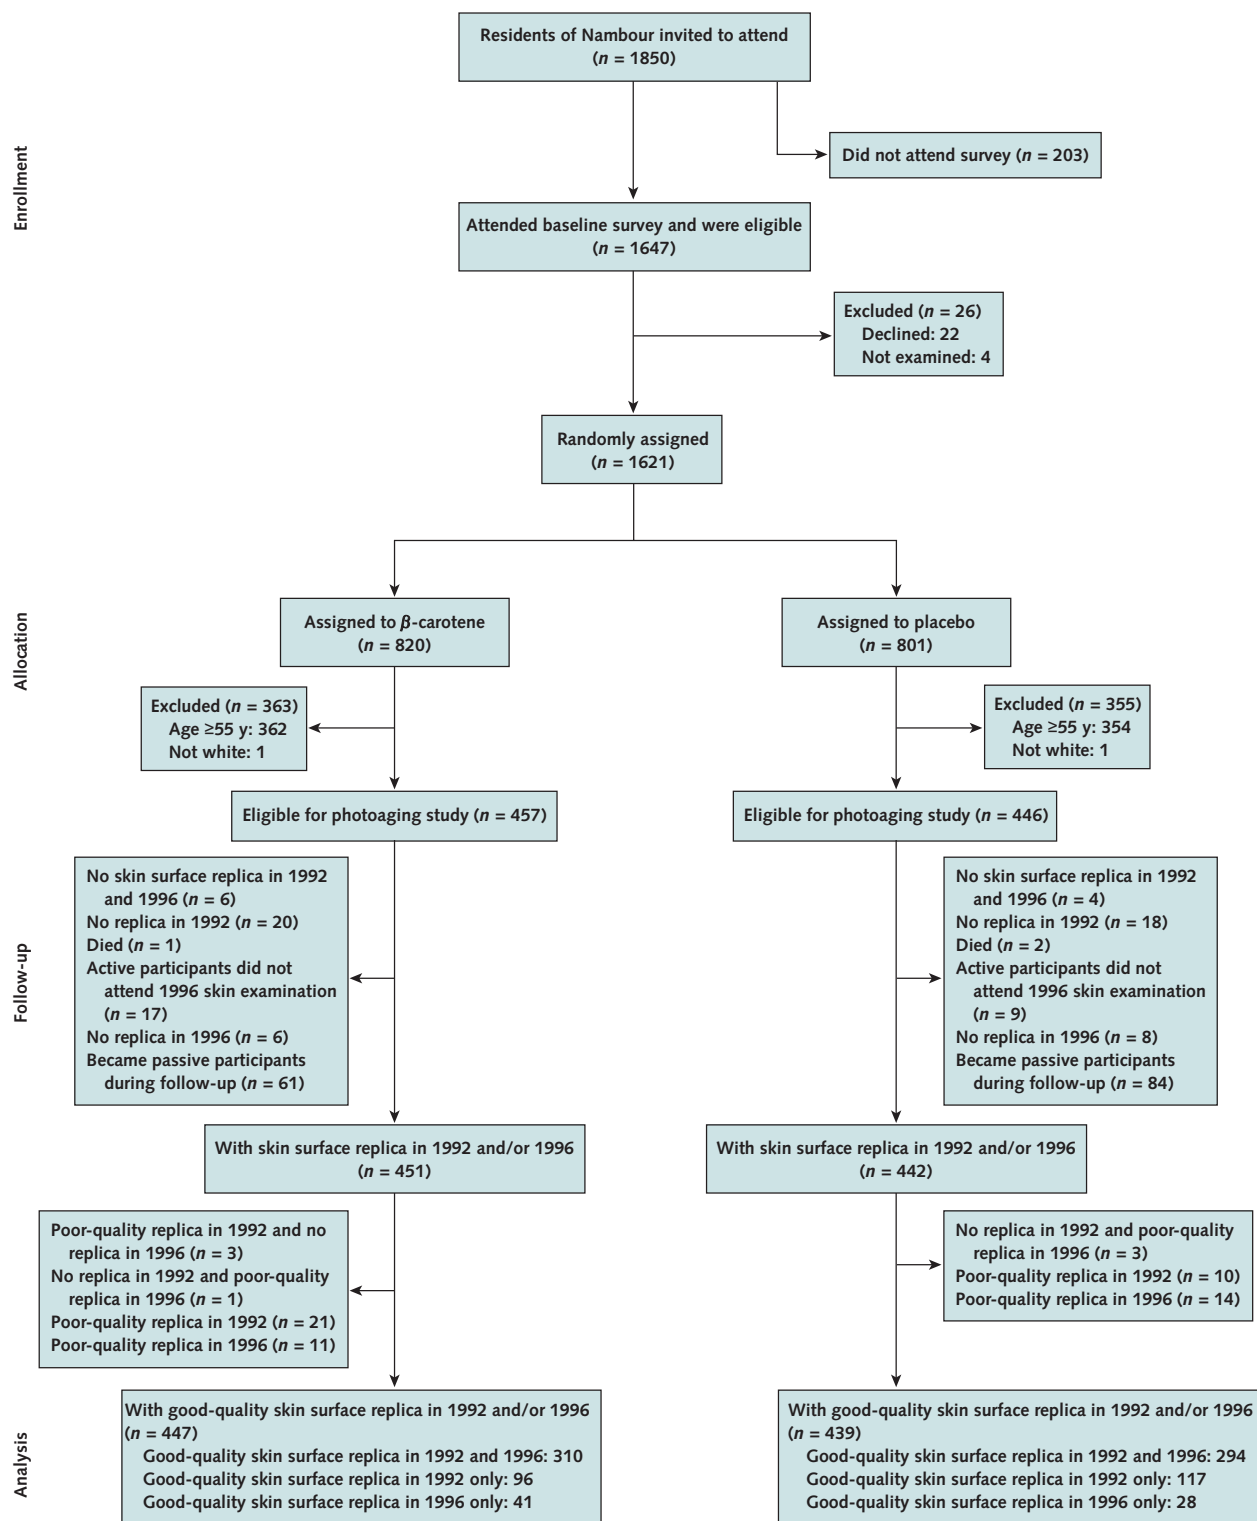 Residents of Nambour invited to attend
(n = 1850)
Enrollment
Did not attend survey (n = 203)
Attended baseline survey and were eligible
(n = 1647)
Excluded (n = 26)
Declined: 22
Not examined: 4
Randomly assigned
(n = 1621)
Allocation
Assigned to β-carotene
(n = 820)
Assigned to placebo
(n = 801)
Excluded (n = 363)
Age ≥55 y: 362
Not white: 1
Excluded (n = 355)
Age ≥55 y: 354
Not white: 1
Eligible for photoaging study (n = 457)
Eligible for photoaging study (n = 446)
Follow-up
No skin surface replica in 1992
and 1996 (n = 6)
No replica in 1992 (n = 20)
Died (n = 1)
Active participants did not
attend 1996 skin examination
(n = 17)
No replica in 1996 (n = 6)
Became passive participants
during follow-up (n = 61)
No skin surface replica in 1992
and 1996 (n = 4)
No replica in 1992 (n = 18)
Died (n = 2)
Active participants did not
attend 1996 skin examination
(n = 9)
No replica in 1996 (n = 8)
Became passive participants
during follow-up (n = 84)
With skin surface replica in 1992 and/or 1996
(n = 451)
With skin surface replica in 1992 and/or 1996
(n = 442)
Poor-quality replica in 1992 and no
replica in 1996 (n = 3)
No replica in 1992 and poor-quality
replica in 1996 (n = 1)
Poor-quality replica in 1992 (n = 21)
Poor-quality replica in 1996 (n = 11)
No replica in 1992 and poor-quality
replica in 1996 (n = 3)
Poor-quality replica in 1992 (n = 10)
Poor-quality replica in 1996 (n = 14)
Analysis
With good-quality skin surface replica in 1992 and/or 1996
(n = 447)
Good-quality skin surface replica in 1992 and 1996: 310
Good-quality skin surface replica in 1992 only: 96
Good-quality skin surface replica in 1996 only: 41
With good-quality skin surface replica in 1992 and/or 1996
(n = 439)
Good-quality skin surface replica in 1992 and 1996: 294
Good-quality skin surface replica in 1992 only: 117
Good-quality skin surface replica in 1996 only: 28